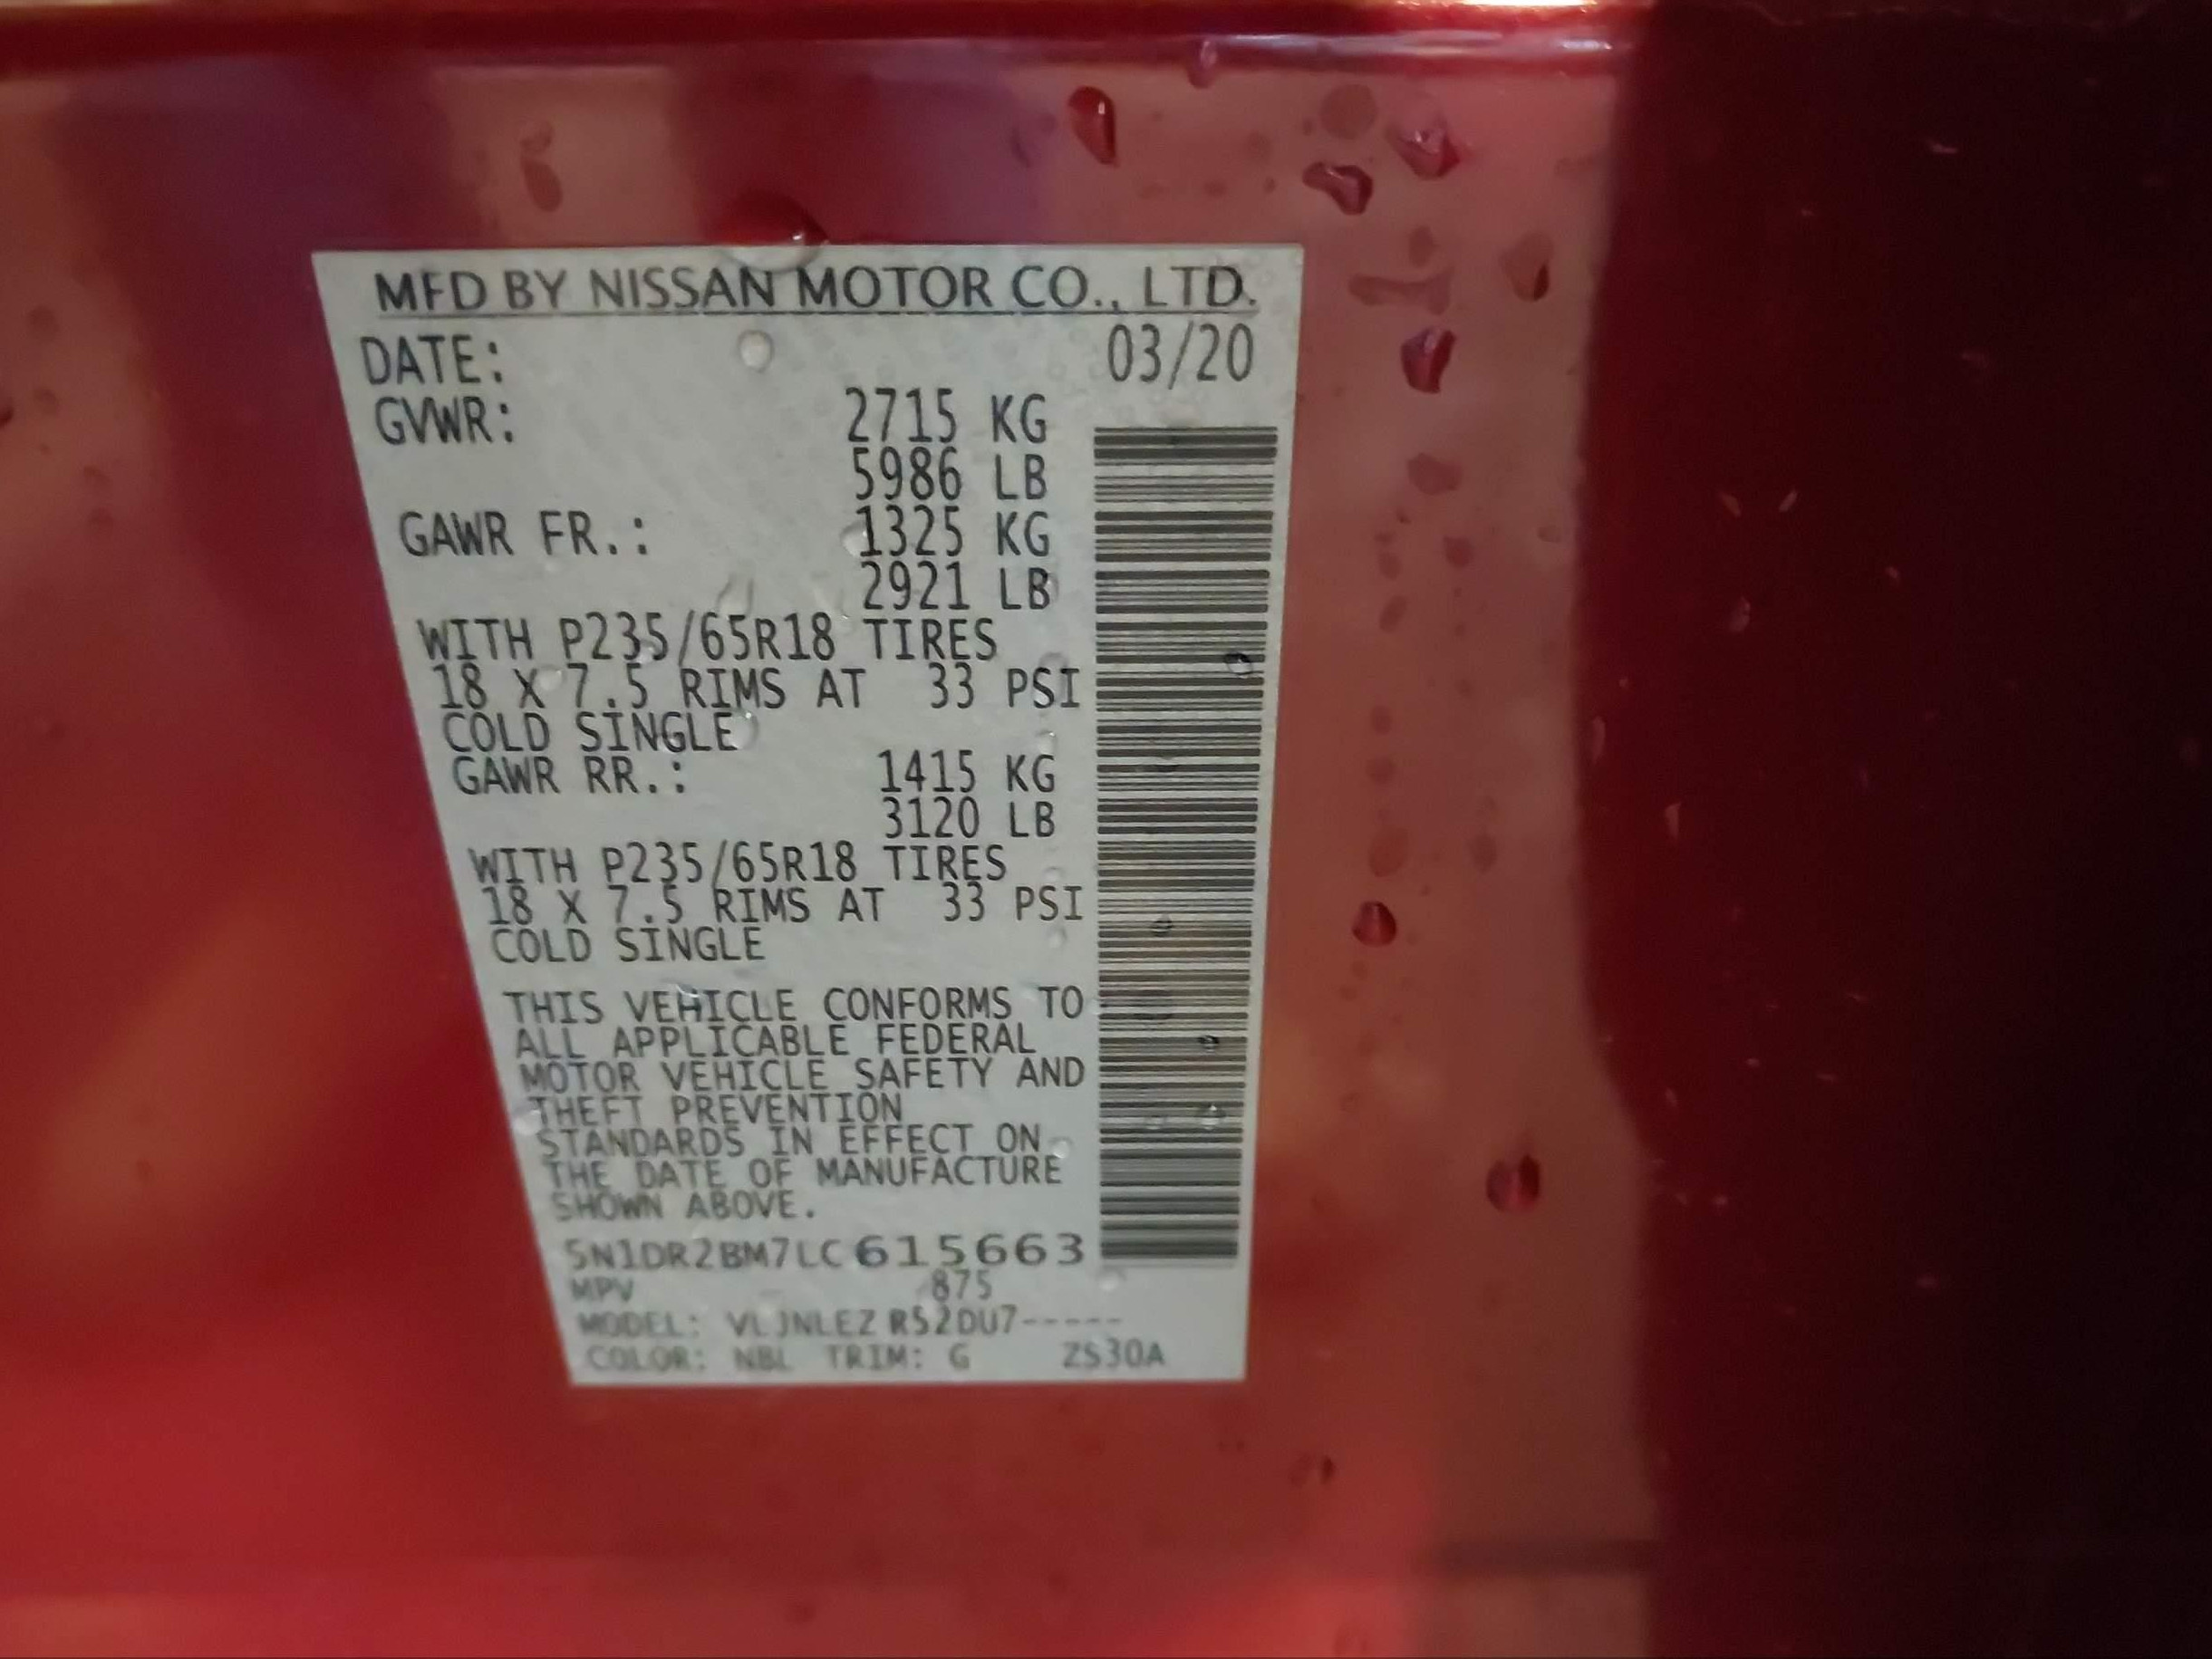 MFD BY NISSAN MOTOR CO., LTD.
DATE: 03/20
GVWR: 2715 KG
5986 LB
GAWR FR.: 1325 KG
2921 LB
WITH P235/65R18 TIRES
18 X 7.5 RIMS AT 33 PSI
COLD SINGLE
GAWR RR.: 1415 KG
3120 LB
WITH P235/65R18 TIRES
18 X 7.5 RIMS AT 33 PSI
COLD SINGLE
THIS VEHICLE CONFORMS TO
ALL APPLICABLE FEDERAL
MOTOR VEHICLE SAFETY AND
THEFT PREVENTION
STANDARDS IN EFFECT ON
THE DATE OF MANUFACTURE
SHOWN ABOVE.
5N1DR2BM7LC615663
MPV 875
MODEL: VLJNLEZ R52DU7-----
COLOR: NBL TRIM: G ZS30A